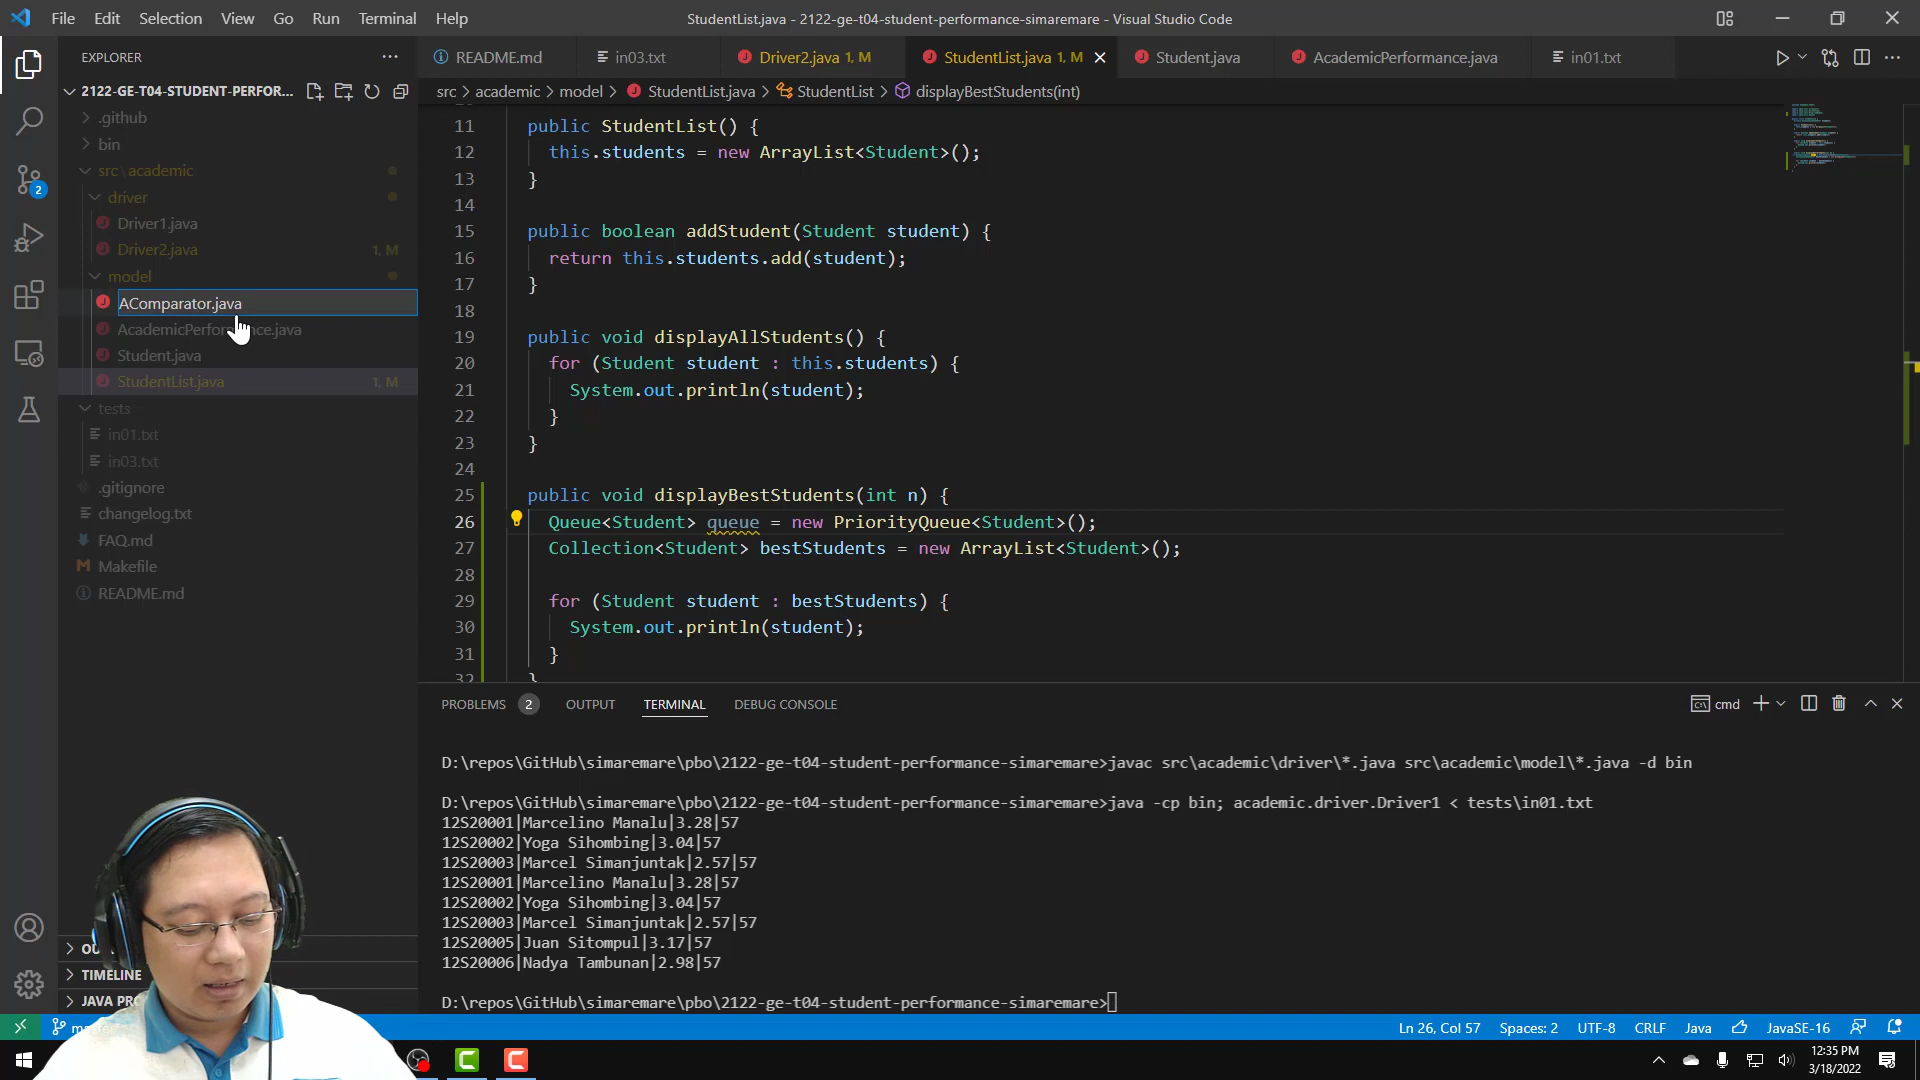 File Edit Selection View Go Run Terminal Help
StudentList.java - 2122-ge-t04-student-performance-simaremare - Visual Studio Code
EXPLORER
README.md
in03.txt
Driver2.java 1, M
StudentList.java 1, M
Student.java
AcademicPerformance.java
in01.txt
2122-GE-T04-STUDENT-PERFOR...
src > academic > model > StudentList.java > StudentList > displayBestStudents(int)
.github
bin
src\academic
driver
Driver1.java
Driver2.java 1, M
model
AComparator.java
Student.java
StudentList.java 1, M
tests
in01.txt
in03.txt
.gitignore
changelog.txt
FAQ.md
Makefile
README.md
TIMELINE
2
11 public StudentList() {
12 this.students = new ArrayList<Student>();
13 }
14
15 public boolean addStudent(Student student) {
16 return this.students.add(student);
17 }
18
19 public void displayAllStudents() {
20 for (Student student : this.students) {
21 System.out.println(student);
22 }
23 }
24
25 public void displayBestStudents(int n) {
26 Queue<Student> queue = new PriorityQueue<Student>();
27 Collection<Student> bestStudents = new ArrayList<Student>();
28
29 for (Student student : bestStudents) {
30 System.out.println(student);
31 }
32 }
PROBLEMS 2 OUTPUT TERMINAL DEBUG CONSOLE
cmd
D:\repos\GitHub\simaremare\pbo\2122-ge-t04-student-performance-simaremare>javac src\academic\driver\*.java src\academic\model\*.java -d bin
D:\repos\GitHub\simaremare\pbo\2122-ge-t04-student-performance-simaremare>java -cp bin; academic.driver.Driver1 < tests\in01.txt
12S20001|Marcelino Manalu|3.28|57
12S20002|Yoga Sihombing|3.04|57
12S20003|Marcel Simanjuntak|2.57|57
12S20001|Marcelino Manalu|3.28|57
12S20002|Yoga Sihombing|3.04|57
12S20003|Marcel Simanjuntak|2.57|57
12S20005|Juan Sitompul|3.17|57
12S20006|Nadya Tambunan|2.98|57
D:\repos\GitHub\simaremare\pbo\2122-ge-t04-student-performance-simaremare>
Ln 26, Col 57 Spaces: 2 UTF-8 CRLF Java JavaSE-16
12:35 PM
3/18/2022